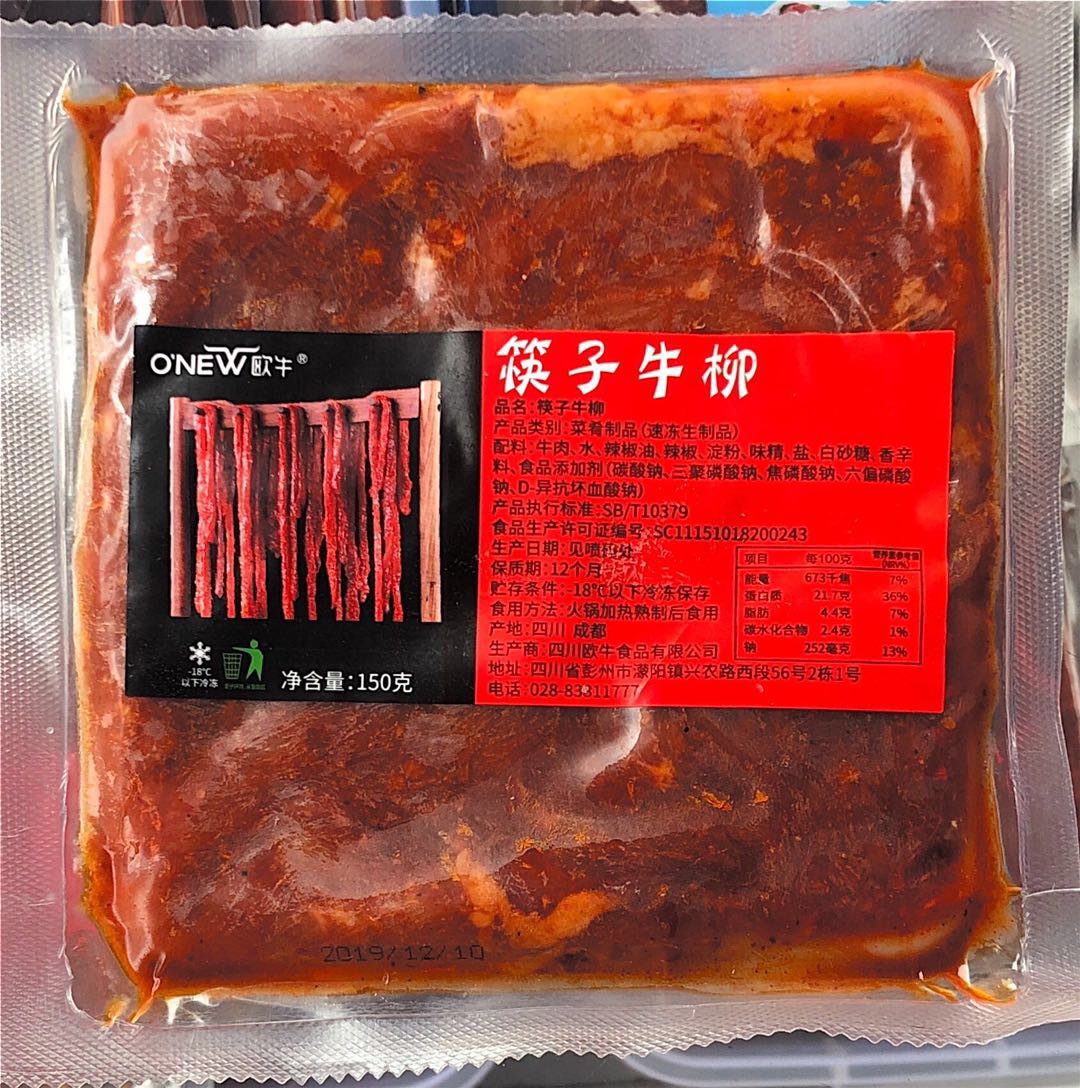 O'NEW欧牛®
筷子牛柳
品名:筷子牛柳
产品类别:菜肴制品(速冻生制品)
配料:牛肉、水、辣椒油、辣椒、淀粉、味精、盐、白砂糖、香辛
料、食品添加剂(碳酸钠、三聚磷酸钠、焦磷酸钠、六偏磷酸
钠、D-异抗坏血酸钠)
产品执行标准:SB/T10379
食品生产许可证编号:SC11151018200243
生产日期:见喷码处
保质期:12个月
贮存条件:-18℃以下冷冻保存
食用方法:火锅加热熟制后食用
产地:四川 成都
生产商:四川欧牛食品有限公司
地址:四川省彭州市濛阳镇兴农路西段56号2栋1号
电话:028-83811777
项目 每100克 营养素参考值(NRV%)
能量 673千焦 7%
蛋白质 21.7克 36%
脂肪 4.4克 7%
碳水化合物 2.4克 1%
钠 252毫克 13%
-18℃
以下冷冻
净含量:150克
2019/12/10